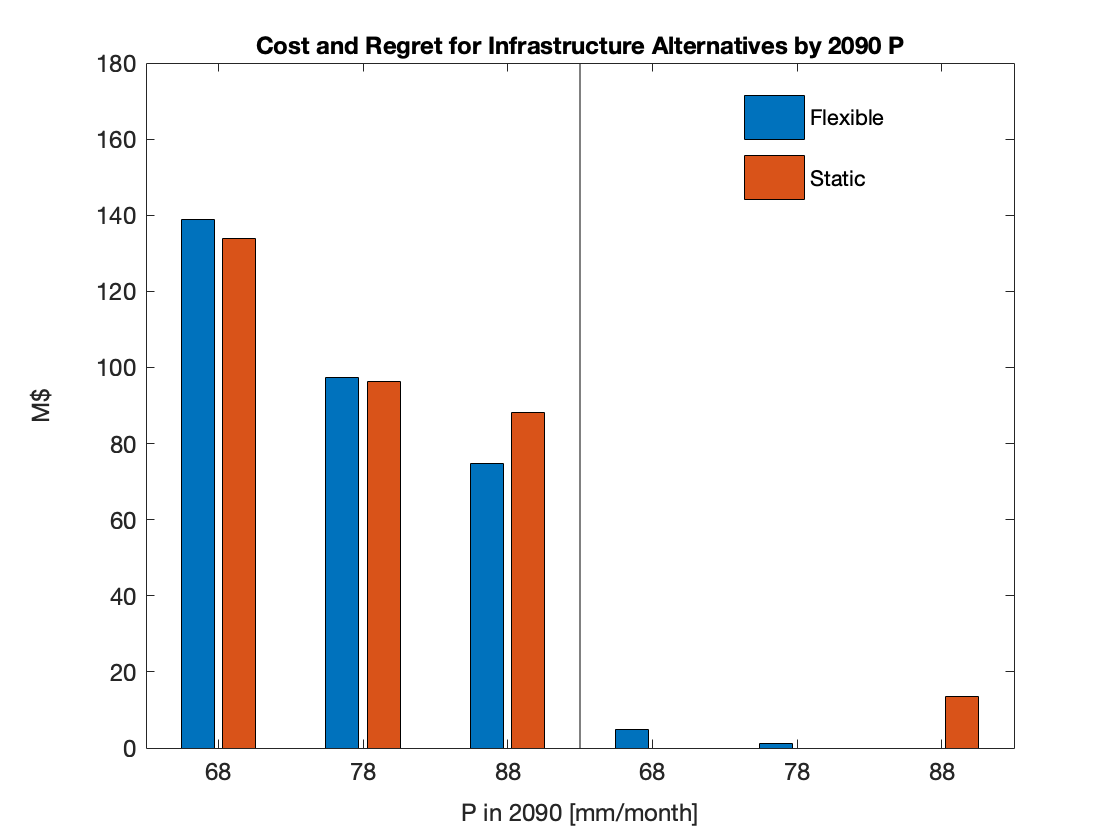 Cost and Regret for Infrastructure Alternatives by 2090 P
180
160
140
120
100
80
60
40
20
0
M$
Flexible
Static
68 78 88 68 78 88
P in 2090 [mm/month]